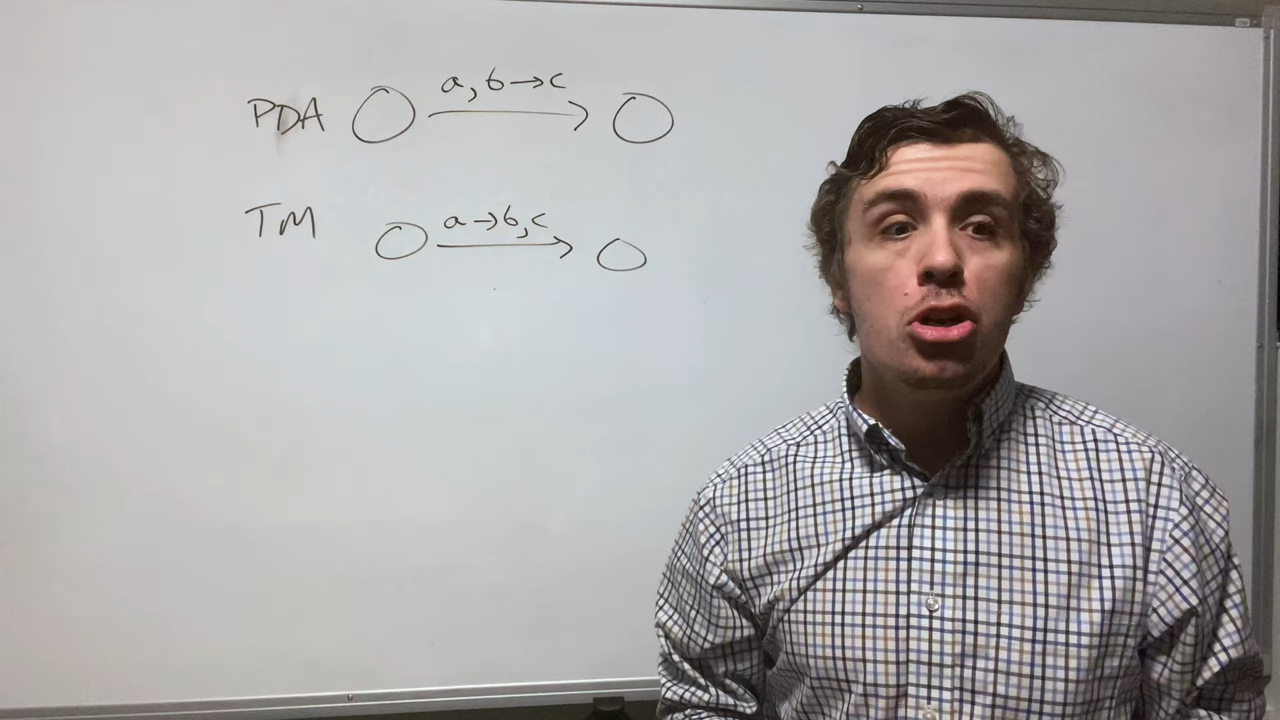 a, b→c
PDA
a→b, c
TM